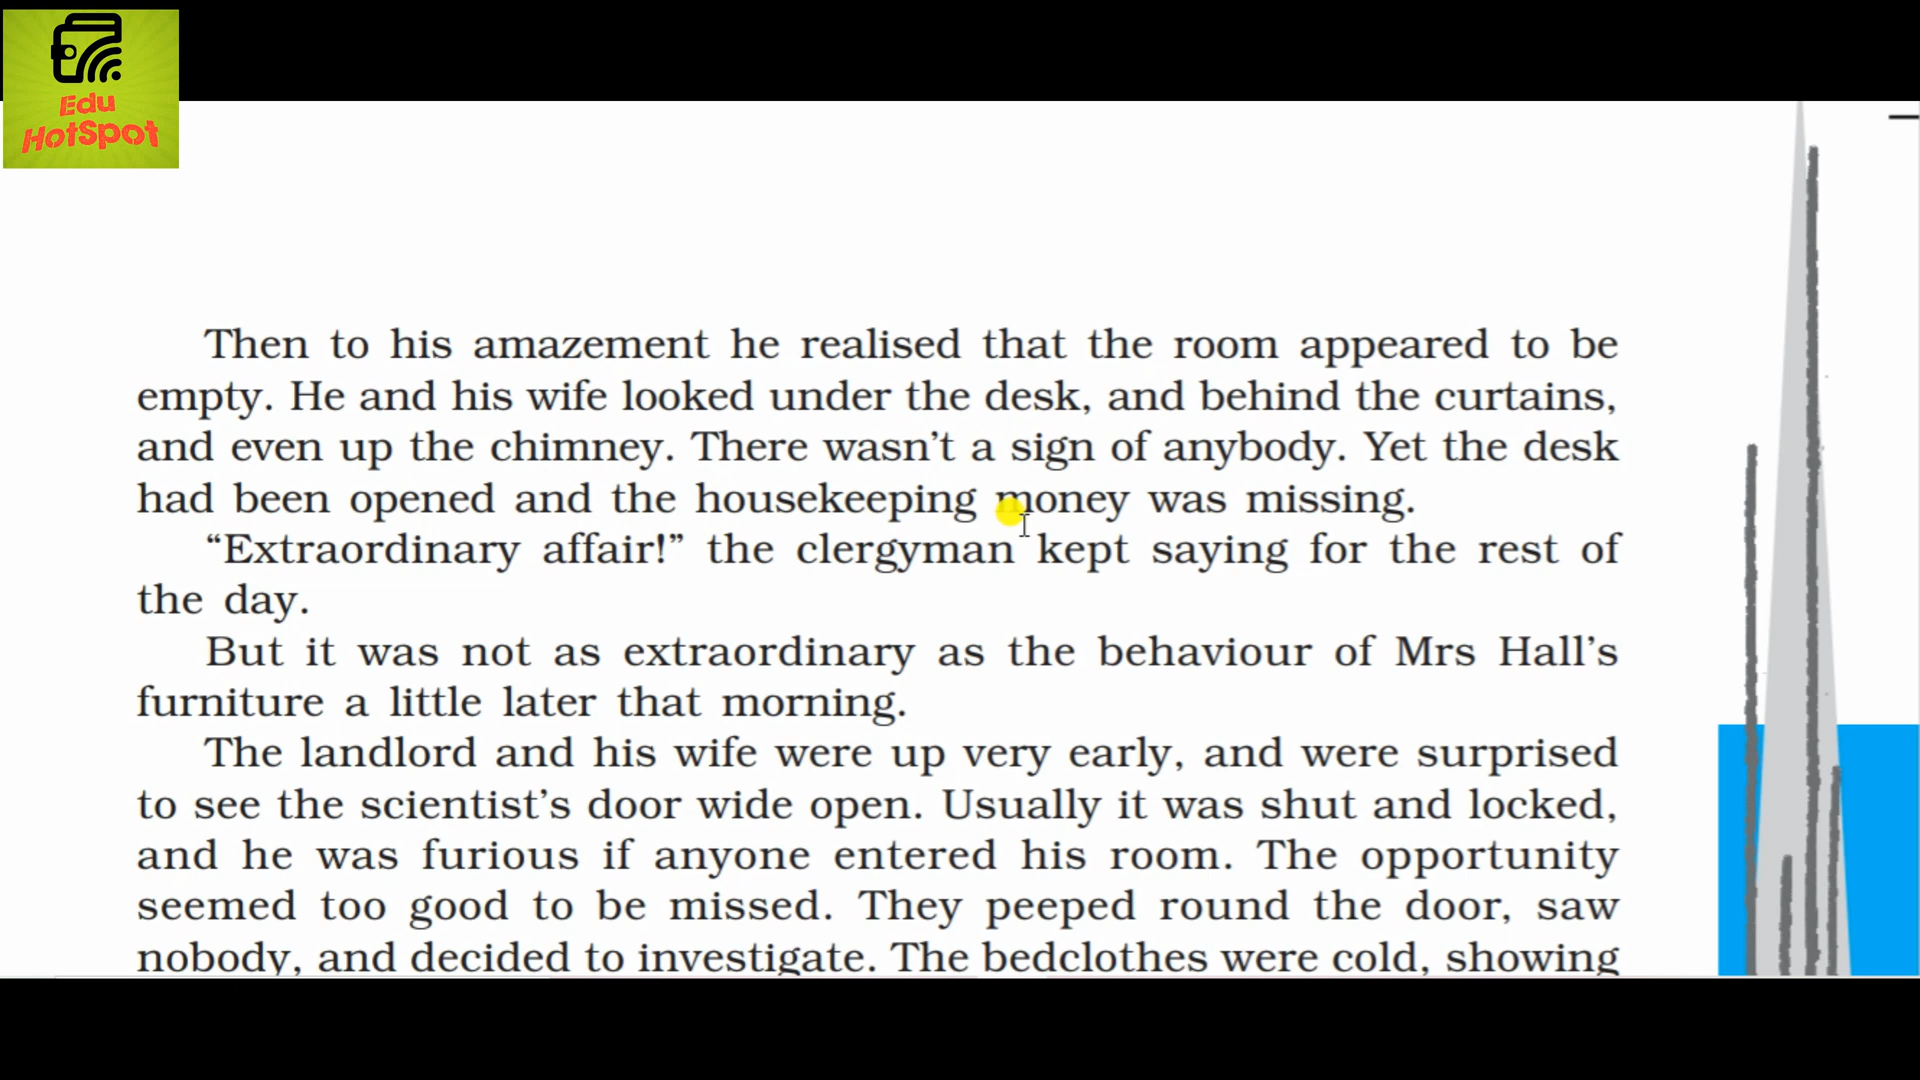 Edu
HotSpot
Then to his amazement he realised that the room appeared to be
empty. He and his wife looked under the desk, and behind the curtains,
and even up the chimney. There wasn’t a sign of anybody. Yet the desk
had been opened and the housekeeping money was missing.
“Extraordinary affair!” the clergyman kept saying for the rest of
the day.
But it was not as extraordinary as the behaviour of Mrs Hall’s
furniture a little later that morning.
The landlord and his wife were up very early, and were surprised
to see the scientist’s door wide open. Usually it was shut and locked,
and he was furious if anyone entered his room. The opportunity
seemed too good to be missed. They peeped round the door, saw
nobody, and decided to investigate. The bedclothes were cold, showing